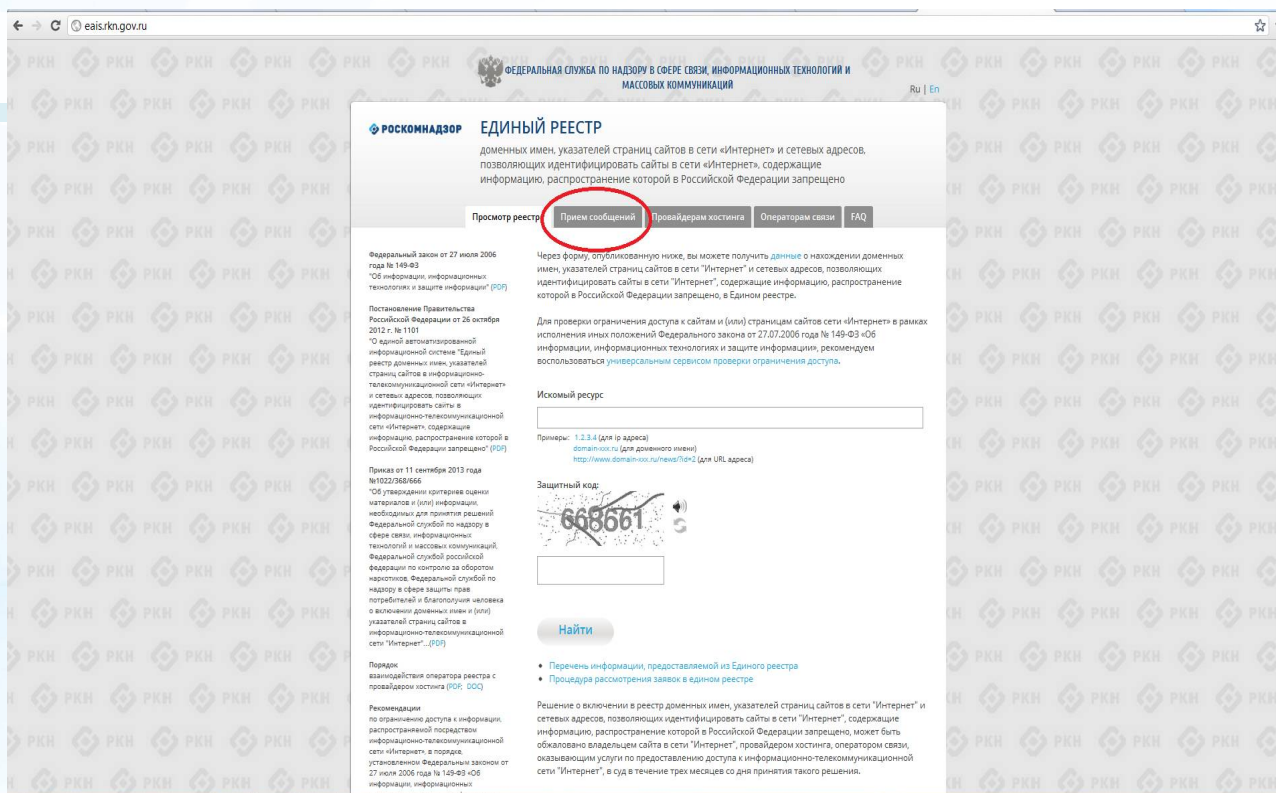 eais.rkn.gov.ru
ФЕДЕРАЛЬНАЯ СЛУЖБА ПО НАДЗОРУ В СФЕРЕ СВЯЗИ, ИНФОРМАЦИОННЫХ ТЕХНОЛОГИЙ И
МАССОВЫХ КОММУНИКАЦИЙ
Ru | En
РОСКОМНАДЗОР
ЕДИНЫЙ РЕЕСТР
доменных имен, указателей страниц сайтов в сети «Интернет» и сетевых адресов,
позволяющих идентифицировать сайты в сети «Интернет», содержащие
информацию, распространение которой в Российской Федерации запрещено
Просмотр реестра Прием сообщений Провайдерам хостинга Операторам связи FAQ
Федеральный закон от 27 июля 2006
года № 149-ФЗ
"Об информации, информационных
технологиях и защите информации" (PDF)
Постановление Правительства
Российской Федерации от 26 октября
2012 г. № 1101
"О единой автоматизированной
информационной системе "Единый
реестр доменных имен, указателей
страниц сайтов в информационно-
телекоммуникационной сети «Интернет»
и сетевых адресов, позволяющих
идентифицировать сайты в
информационно-телекоммуникационной
сети «Интернет», содержащие
информацию, распространение которой в
Российской Федерации запрещено" (PDF)
Приказ от 11 сентября 2013 года
№1022/368/666
"Об утверждении критериев оценки
материалов и (или) информации,
необходимых для принятия решений
Федеральной службой по надзору в
сфере связи, информационных
технологий и массовых коммуникаций,
Федеральной службой российской
федерации по контролю за оборотом
наркотиков, Федеральной службой по
надзору в сфере защиты прав
потребителей и благополучия человека
о включении доменных имен и (или)
указателей страниц сайтов в
информационно-телекоммуникационной
сети "Интернет"...(PDF)
Порядок
взаимодействия оператора реестра с
провайдером хостинга (PDF; DOC)
Рекомендации
по ограничению доступа к информации,
распространяемой посредством
информационно-телекоммуникационной
сети «Интернет», в порядке,
установленном Федеральным законом от
27 июля 2006 года № 149-ФЗ «Об
информации, информационных
Через форму, опубликованную ниже, вы можете получить данные о нахождении доменных
имен, указателей страниц сайтов в сети "Интернет" и сетевых адресов, позволяющих
идентифицировать сайты в сети "Интернет", содержащие информацию, распространение
которой в Российской Федерации запрещено, в Едином реестре.
Для проверки ограничения доступа к сайтам и (или) страницам сайтов сети «Интернет» в рамках
исполнения иных положений Федерального закона от 27.07.2006 года № 149-ФЗ «Об
информации, информационных технологиях и защите информации», рекомендуем
воспользоваться универсальным сервисом проверки ограничения доступа.
Искомый ресурс
Примеры: 1.2.3.4 (для ip адреса)
domain-xxx.ru (для доменного имени)
http://www.domain-xxx.ru/news/?id=2 (для URL адреса)
Защитный код:
668661
Найти
• Перечень информации, предоставляемой из Единого реестра
• Процедура рассмотрения заявок в едином реестре
Решение о включении в реестр доменных имен, указателей страниц сайтов в сети "Интернет" и
сетевых адресов, позволяющих идентифицировать сайты в сети "Интернет", содержащие
информацию, распространение которой в Российской Федерации запрещено, может быть
обжаловано владельцем сайта в сети "Интернет", провайдером хостинга, оператором связи,
оказывающим услуги по предоставлению доступа к информационно-телекоммуникационной
сети "Интернет", в суд в течение трех месяцев со дня принятия такого решения.